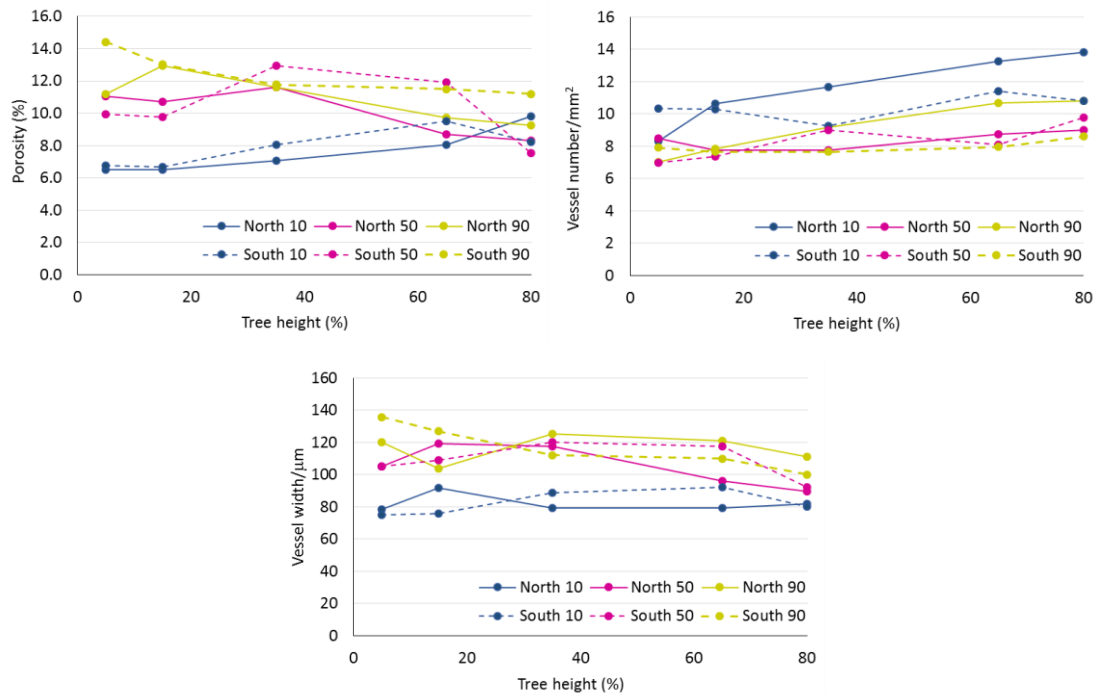 16.0
14.0
12.0
10.0
8.0
6.0
4.0
2.0
0.0
Porosity (%)
North 10 North 50 North 90
South 10 South 50 South 90
0 20 40 60 80
Tree height (%)
16
14
12
10
8
6
4
2
0
Vessel number/mm²
North 10 North 50 North 90
South 10 South 50 South 90
0 20 40 60 80
Tree height (%)
160
140
120
100
80
60
40
20
0
Vessel width/μm
North 10 North 50 North 90
South 10 South 50 South 90
0 20 40 60 80
Tree height (%)